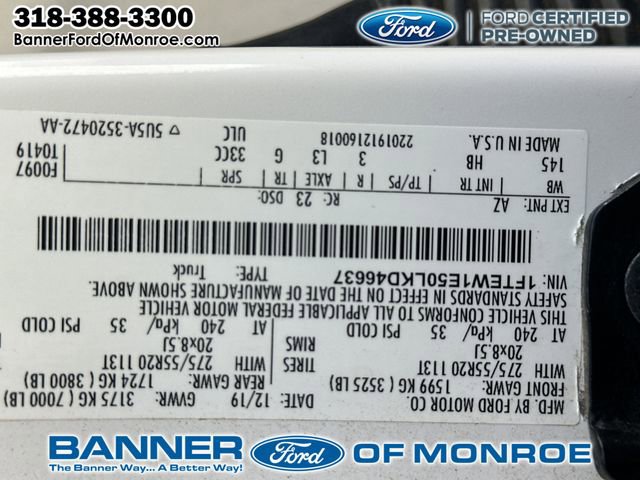 318-388-3300
BannerFordOfMonroe.com
Ford
FORD CERTIFIED
PRE-OWNED
MFD. BY FORD MOTOR CO.
DATE: 12/19 GVWR: 3175 KG ( 7000 LB)
FRONT GAWR: REAR GAWR:
1599 KG ( 3525 LB) 1724 KG ( 3800 LB)
WITH TIRES WITH
275/55R20 113T 275/55R20 113T
20x8.5J RIMS 20x8.5J
AT 240 kPa/ 35 PSI COLD AT 240 kPa/ 35 PSI COLD
THIS VEHICLE CONFORMS TO ALL APPLICABLE FEDERAL MOTOR VEHICLE
SAFETY STANDARDS IN EFFECT ON THE DATE OF MANUFACTURE SHOWN ABOVE.
VIN: 1FTEW1E50LKD46637 TYPE: Truck
EXT PNT: AZ RC: 23 DSO:
WB INT TR TP/PS R AXLE TR SPR F0097
145 HB 3 L3 G 33CC T0419
MADE IN U.S.A. 2201912160018 ULC ▽ 5U5A-3520472-AA
BANNER Ford OF MONROE
The Banner Way... A Better Way!